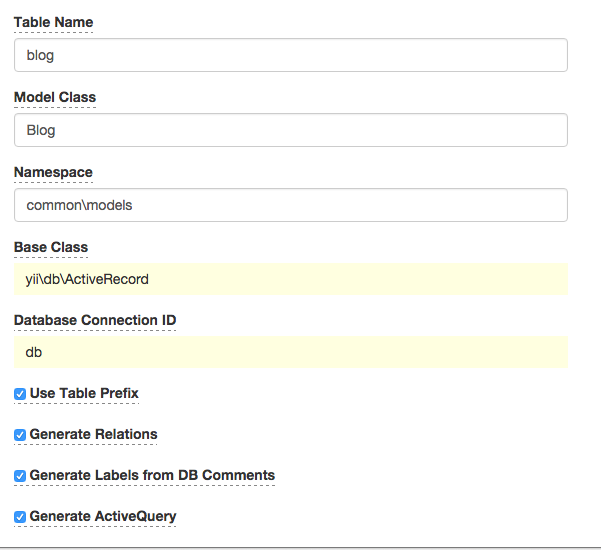 Table Name
blog
Model Class
Blog
Namespace
common\models
Base Class
yii\db\ActiveRecord
Database Connection ID
db
Use Table Prefix
Generate Relations
Generate Labels from DB Comments
Generate ActiveQuery